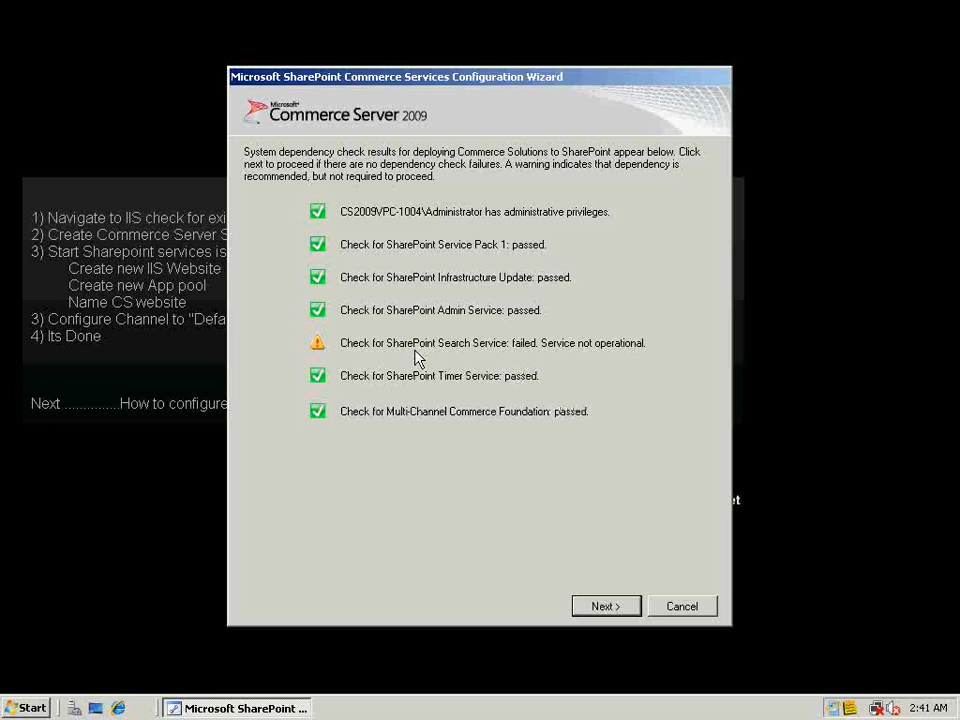 Microsoft SharePoint Commerce Services Configuration Wizard
Microsoft®
Commerce Server 2009
System dependency check results for deploying Commerce Solutions to SharePoint appear below. Click
next to proceed if there are no dependency check failures. A warning indicates that dependency is
recommended, but not required to proceed.
CS2009VPC-1004\Administrator has administrative privileges.
Check for SharePoint Service Pack 1: passed.
Check for SharePoint Infrastructure Update: passed.
Check for SharePoint Admin Service: passed.
Check for SharePoint Search Service: failed. Service not operational.
Check for SharePoint Timer Service: passed.
Check for Multi-Channel Commerce Foundation: passed.
Next >
Cancel
1) Navigate to IIS check for exi
2) Create Commerce Server S
3) Start Sharepoint services is
Create new IIS Website
Create new App pool
Name CS website
3) Configure Channel to "Defa
4) Its Done
Next ...............How to configure
et
Start
Microsoft SharePoint ...
2:41 AM